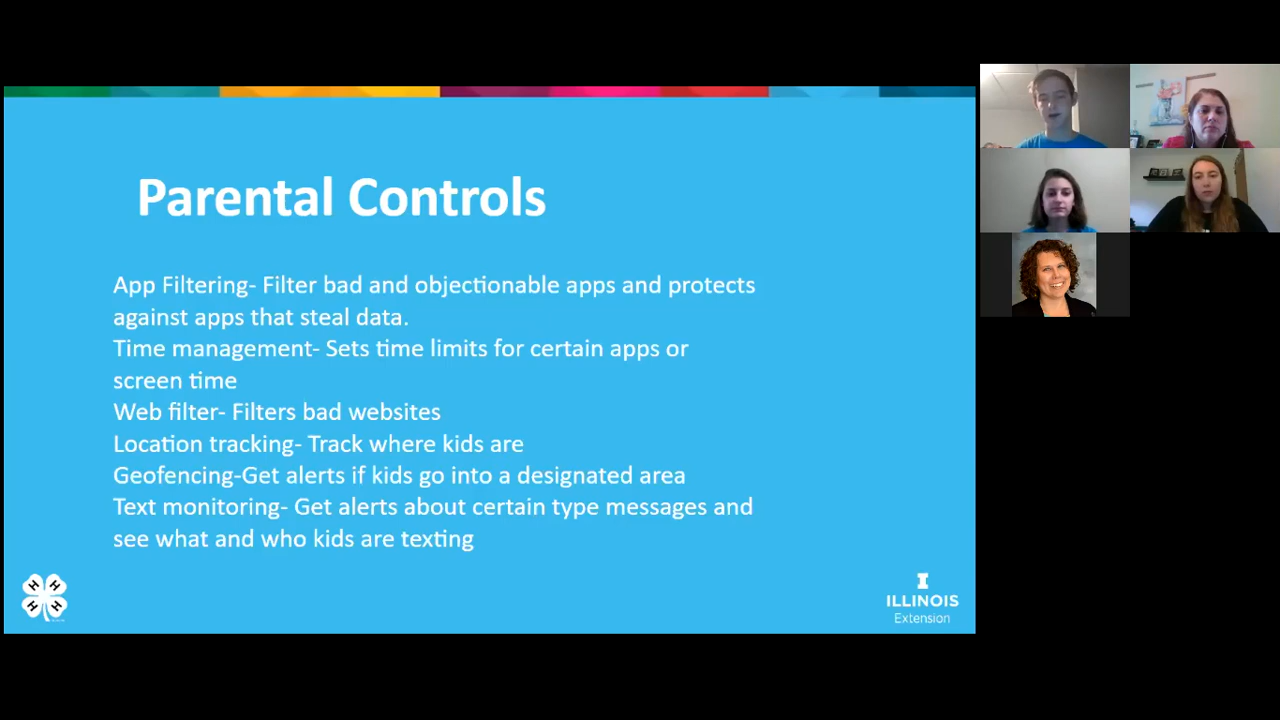 Parental Controls
App Filtering- Filter bad and objectionable apps and protects
against apps that steal data.
Time management- Sets time limits for certain apps or
screen time
Web filter- Filters bad websites
Location tracking- Track where kids are
Geofencing-Get alerts if kids go into a designated area
Text monitoring- Get alerts about certain type messages and
see what and who kids are texting
H H
H H
I
ILLINOIS
Extension